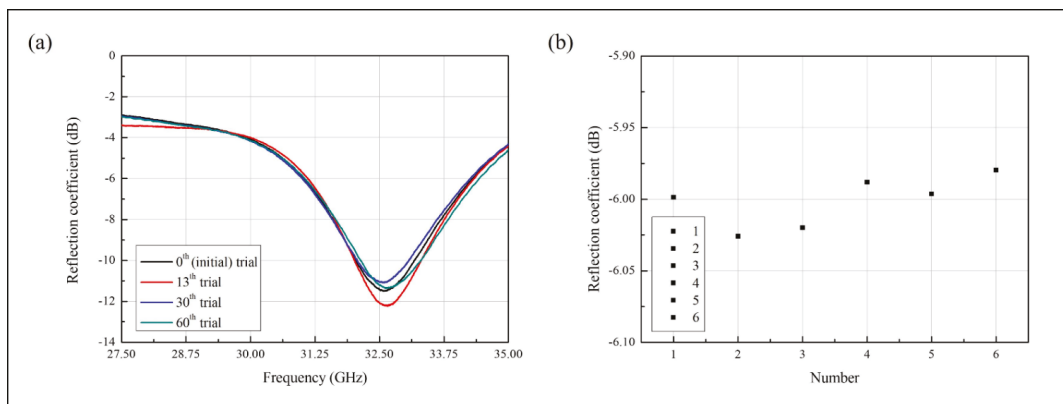 (a)
0
-2
-4
-6
-8
-10
-12
-14
Reflection coefficient (dB)
0th (initial) trial
13th trial
30th trial
60th trial
27.50 28.75 30.00 31.25 32.50 33.75 35.00
Frequency (GHz)
(b)
-5.90
-5.95
-6.00
-6.05
-6.10
Reflection coefficient (dB)
1
2
3
4
5
6
1 2 3 4 5 6
Number